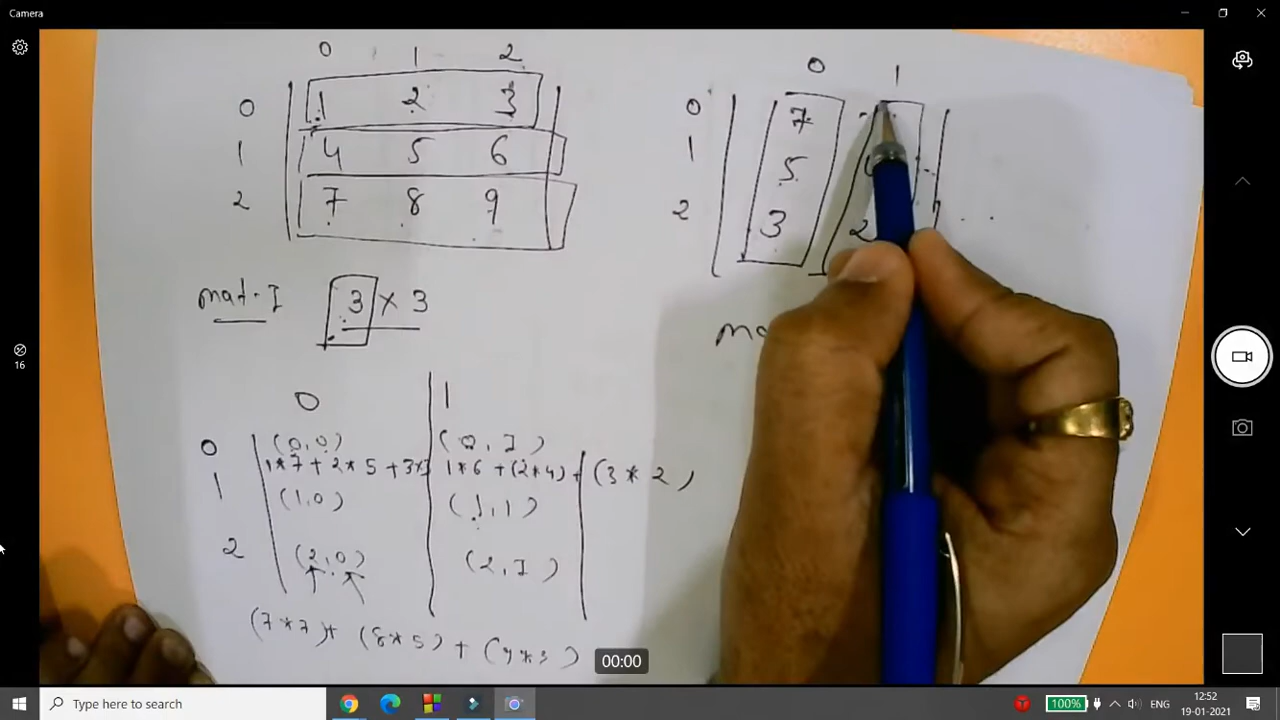 Camera
0 1 2
0 1 2 3
1 4 5 6
2 7 8 9
0 1
0 7
1 5
2 3 2
mat-I 3 × 3
16
0 1
0 (0,0) (0,1)
1*7+2*5+3* 1*6+(2*4)+(3*2)
1 (1,0) (1,1)
2 (2,0) (2,1)
(7*7)+(8*5)+(9*3)
00:00
Type here to search
100%
ENG
12:52
19-01-2021